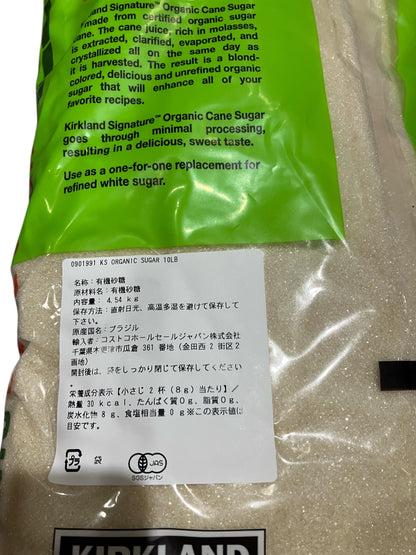 Kirkland Signature™ Organic Cane Sugar
made from certified organic sugar
cane. The cane juice, rich in molasses,
is extracted, clarified, evaporated, and
crystallized all on the same day as
it is harvested. The result is a blond-
colored, delicious and unrefined organic
sugar that will enhance all of your
favorite recipes.
Kirkland Signature™ Organic Cane Sugar
goes through minimal processing,
resulting in a delicious, sweet taste.
Use as a one-for-one replacement for
refined white sugar.
0901991 KS ORGANIC SUGAR 10LB
名称：有機砂糖
原材料名：有機砂糖
内容量：4.54 kg
保存方法：直射日光、高温多湿を避けて保存して
下さい。
原産国名：ブラジル
輸入者：コストコホールセールジャパン株式会社
千葉県木更津市瓜倉 361 番地（金田西 2 街区 2
画地）
開封後は、袋をしっかり閉じて保存してください
。
栄養成分表示【小さじ 2 杯（8g）当たり】／
熱量 30 kcal、たんぱく質0g、脂質0g、
炭水化物 8g、食塩相当量 0g※この表示値は
目安です。
プラ 袋
JAS
SGSジャパン
KIRKLAND